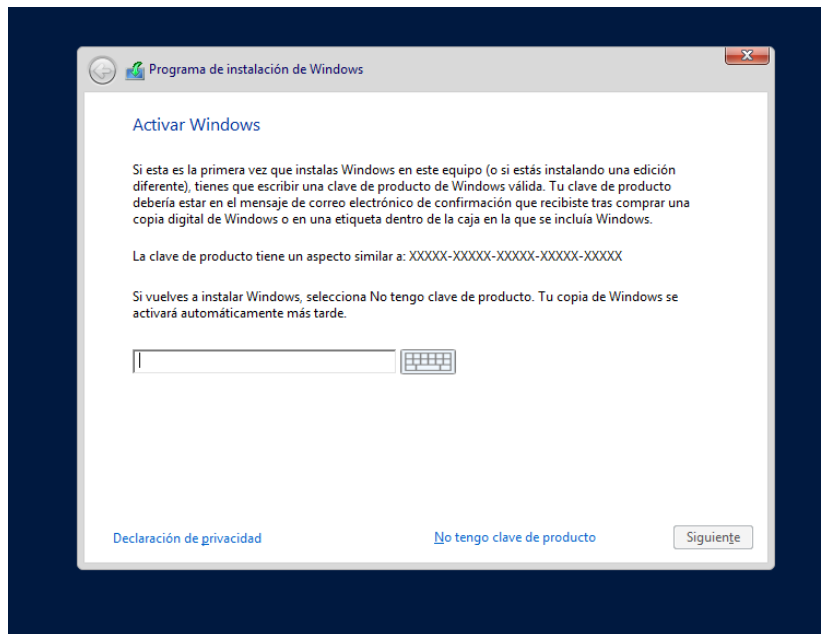 Programa de instalación de Windows
Activar Windows
Si esta es la primera vez que instalas Windows en este equipo (o si estás instalando una edición
diferente), tienes que escribir una clave de producto de Windows válida. Tu clave de producto
debería estar en el mensaje de correo electrónico de confirmación que recibiste tras comprar una
copia digital de Windows o en una etiqueta dentro de la caja en la que se incluía Windows.
La clave de producto tiene un aspecto similar a: XXXXX-XXXXX-XXXXX-XXXXX-XXXXX
Si vuelves a instalar Windows, selecciona No tengo clave de producto. Tu copia de Windows se
activará automáticamente más tarde.
Declaración de privacidad
No tengo clave de producto
Siguiente